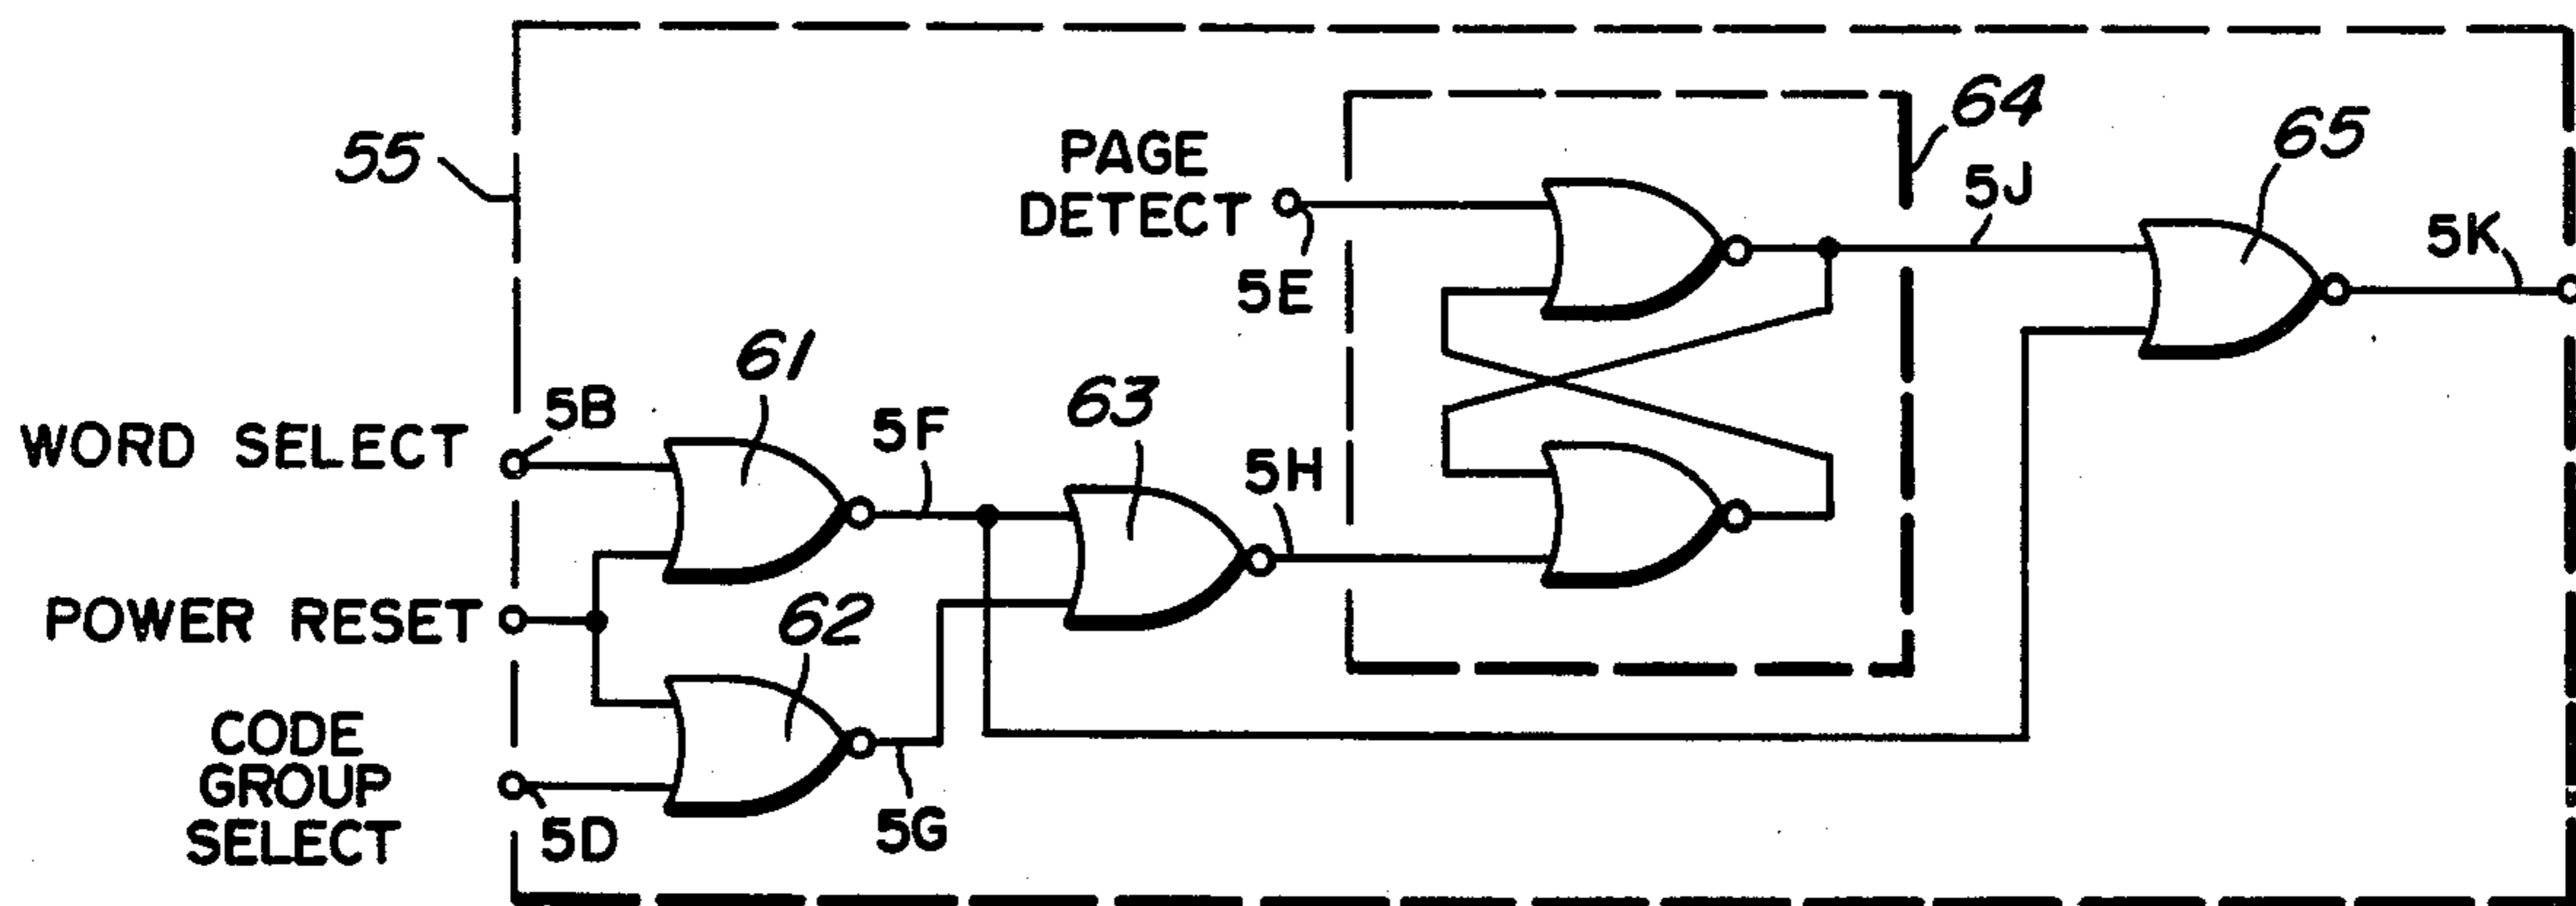 55
PAGE
DETECT
5E
64
5J
65
5K
WORD SELECT
5B
61
5F
63
5H
POWER RESET
62
CODE
GROUP
SELECT
5D
5G